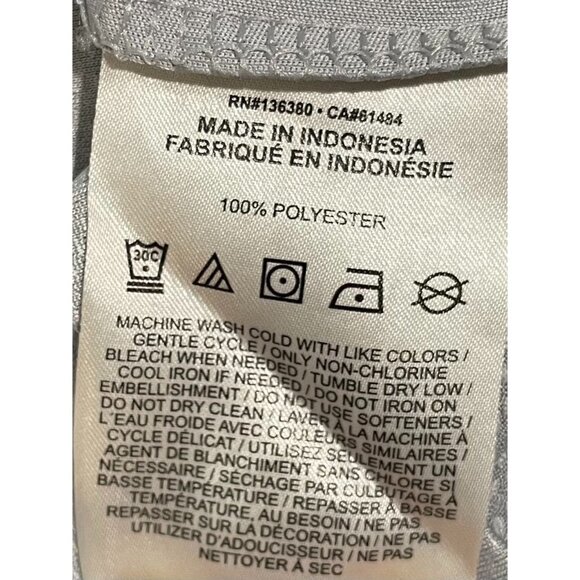 RN#136380 • CA#61484
MADE IN INDONESIA
FABRIQUÉ EN INDONÉSIE
100% POLYESTER
30C
MACHINE WASH COLD WITH LIKE COLORS /
GENTLE CYCLE / ONLY NON-CHLORINE
BLEACH WHEN NEEDED / TUMBLE DRY LOW /
COOL IRON IF NEEDED / DO NOT IRON ON
EMBELLISHMENT / DO NOT USE SOFTENERS /
DO NOT DRY CLEAN / LAVER À LA MACHINE À
L'EAU FROIDE AVEC COULEURS SIMILAIRES /
CYCLE DÉLICAT / UTILISEZ SEULEMENT UN
AGENT DE BLANCHIMENT SANS CHLORE SI
NÉCESSAIRE / SÉCHAGE PAR CULBUTAGE À
BASSE TEMPÉRATURE / REPASSER À BASSE
TEMPÉRATURE, AU BESOIN / NE PAS
REPASSER SUR LA DÉCORATION / NE PAS
UTILIZER D'ADOUCISSEUR / NE PAS
NETTOYER À SEC